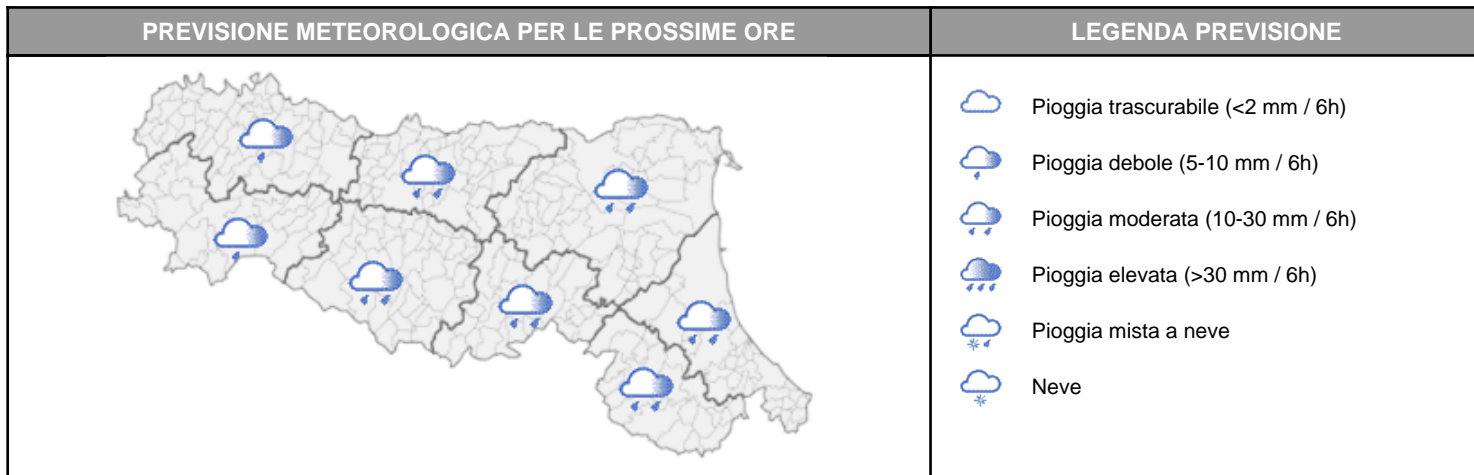 PREVISIONE METEOROLOGICA PER LE PROSSIME ORE
LEGENDA PREVISIONE
Pioggia trascurabile (<2 mm / 6h)
Pioggia debole (5-10 mm / 6h)
Pioggia moderata (10-30 mm / 6h)
Pioggia elevata (>30 mm / 6h)
Pioggia mista a neve
Neve